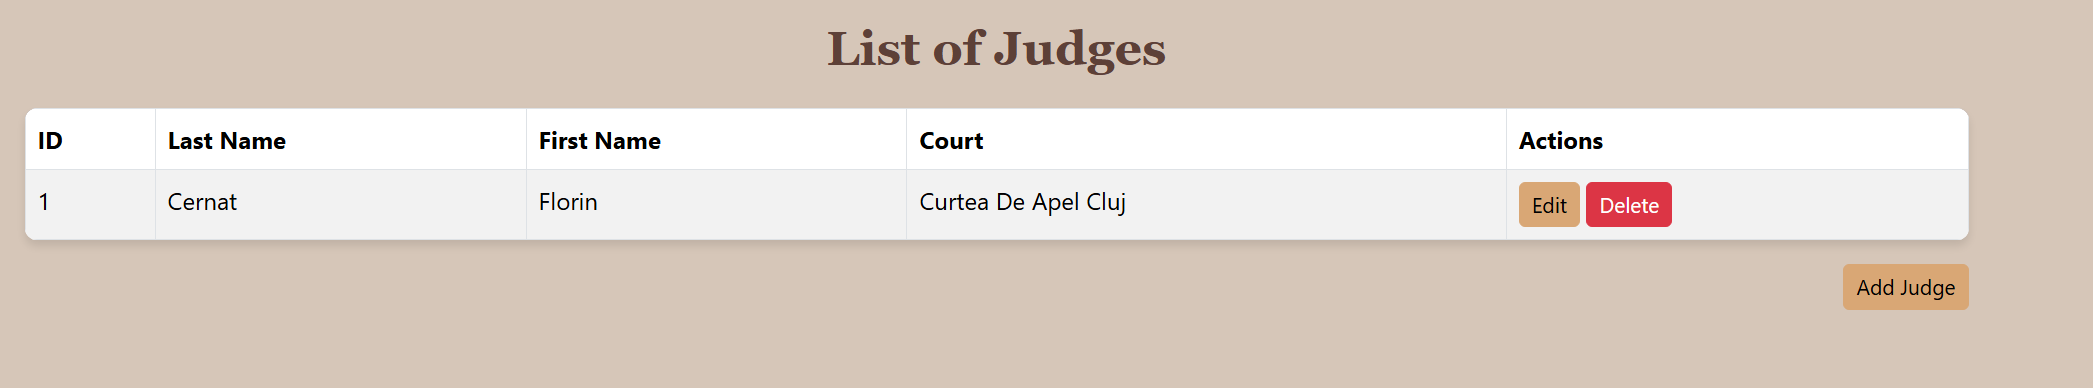 List of Judges
ID Last Name First Name Court Actions
1 Cernat Florin Curtea De Apel Cluj Edit Delete
Add Judge